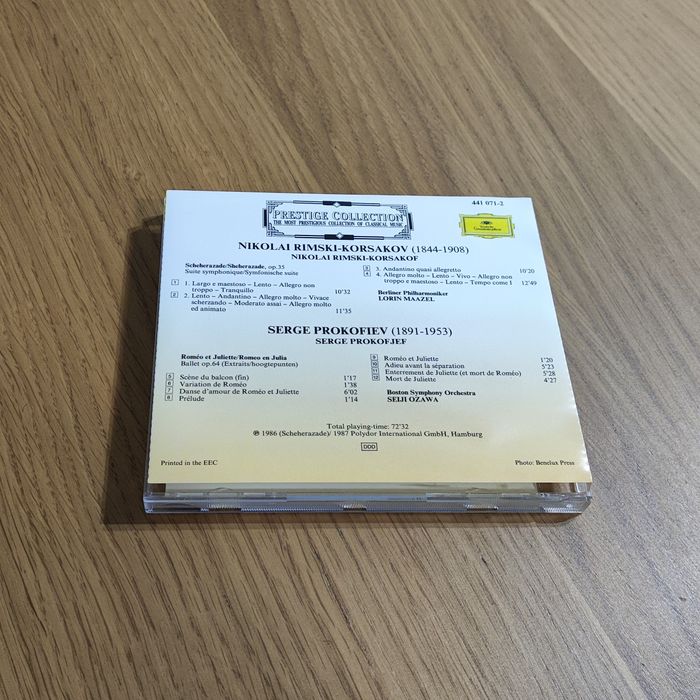 441 071-2
PRESTIGE COLLECTION
THE MOST PRESTIGIOUS COLLECTION OF CLASSICAL MUSIC
Deutsche
Grammophon
NIKOLAI RIMSKI-KORSAKOV (1844-1908)
NIKOLAI RIMSKI-KORSAKOF
Scheherazade/Sheherazade, op.35
Suite symphonique/Symfonische suite
1 1. Largo e maestoso – Lento – Allegro non
troppo – Tranquillo 10'32
2 2. Lento – Andantino – Allegro molto – Vivace
scherzando – Moderato assai – Allegro molto
ed animato 11'35
3 3. Andantino quasi allegretto 10'20
4 4. Allegro molto – Lento – Vivo – Allegro non
troppo e maestoso – Lento – Tempo come I 12'49
Berliner Philharmoniker
LORIN MAAZEL
SERGE PROKOFIEV (1891-1953)
SERGE PROKOFJEF
Roméo et Juliette/Romeo en Julia
Ballet op.64 (Extraits/hoogtepunten)
5 Scène du balcon (fin) 1'17
6 Variation de Roméo 1'38
7 Danse d'amour de Roméo et Juliette 6'02
8 Prélude 1'14
9 Roméo et Juliette 1'20
10 Adieu avant la séparation 5'23
11 Enterrement de Juliette (et mort de Roméo) 5'28
12 Mort de Juliette 4'27
Boston Symphony Orchestra
SEIJI OZAWA
Total playing-time: 72'32
℗ 1986 (Scheherazade)/ 1987 Polydor International GmbH, Hamburg
DDD
Printed in the EEC
Photo: Benelux Press